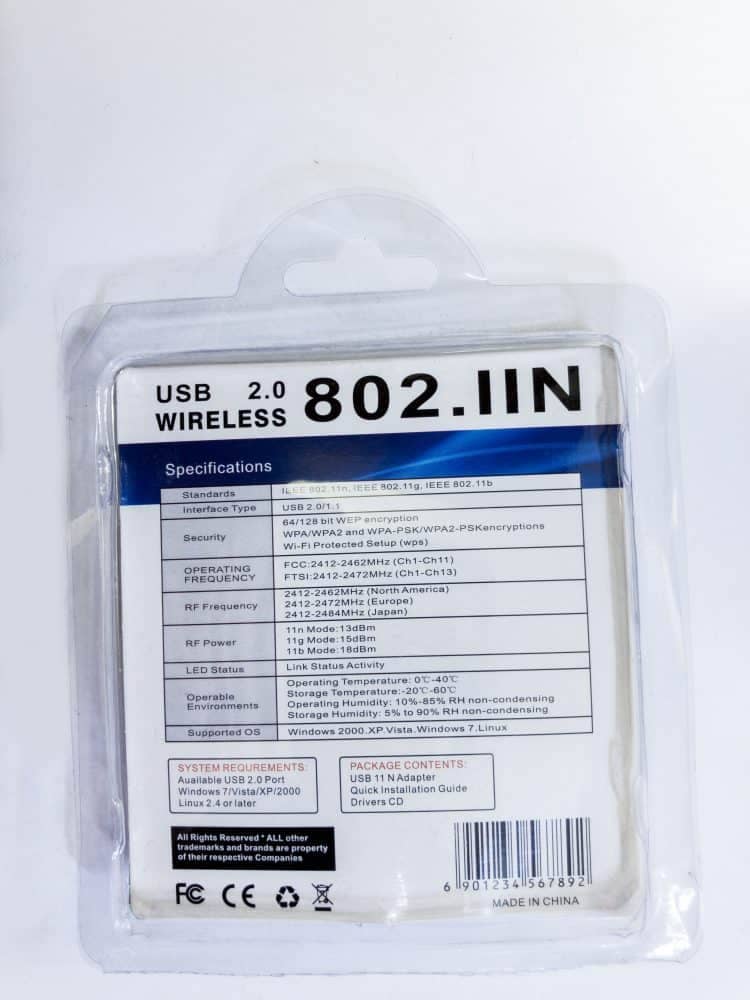 USB 2.0
WIRELESS
802.IIN
Specifications
Standards IEEE 802.11n, IEEE 802.11g, IEEE 802.11b
Interface Type USB 2.0/1.1
Security
64/128 bit WEP encryption
WPA/WPA2 and WPA-PSK/WPA2-PSKencryptions
Wi-Fi Protected Setup (wps)
OPERATING
FREQUENCY
FCC:2412-2462MHz (Ch1-Ch11)
FTSI:2412-2472MHz (Ch1-Ch13)
RF Frequency
2412-2462MHz (North America)
2412-2472MHz (Europe)
2412-2484MHz (Japan)
RF Power
11n Mode:13dBm
11g Mode:15dBm
11b Mode:18dBm
LED Status Link Status Activity
Operable
Environments
Operating Temperature: 0℃-40℃
Storage Temperature:-20℃-60℃
Operating Humidity: 10%-85% RH non-condensing
Storage Humidity: 5% to 90% RH non-condensing
Supported OS Windows 2000.XP.Vista.Windows 7.Linux
SYSTEM REQUREMENTS:
Auailable USB 2.0 Port
Windows 7/Vista/XP/2000
Linux 2.4 or later
PACKAGE CONTENTS:
USB 11 N Adapter
Quick Installation Guide
Drivers CD
All Rights Reserved * ALL other
trademarks and brands are property
of their respective Companies
FC CE
6 901234 567892
MADE IN CHINA